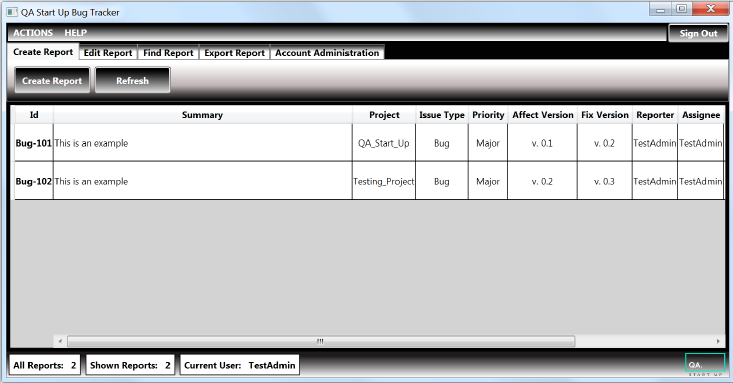 QA Start Up Bug Tracker
ACTIONS HELP Sign Out
Create Report Edit Report Find Report Export Report Account Administration
Create Report Refresh
Id Summary Project Issue Type Priority Affect Version Fix Version Reporter Assignee
Bug-101 This is an example QA_Start_Up Bug Major v. 0.1 v. 0.2 TestAdmin TestAdmin
Bug-102 This is an example Testing_Project Bug Major v. 0.2 v. 0.3 TestAdmin TestAdmin
All Reports: 2 Shown Reports: 2 Current User: TestAdmin QA.
START UP